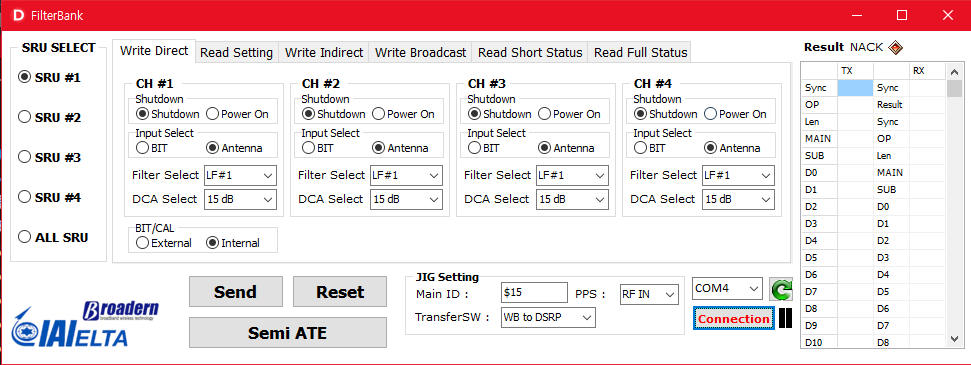 D FilterBank
SRU SELECT
SRU #1
SRU #2
SRU #3
SRU #4
ALL SRU
Write Direct Read Setting Write Indirect Write Broadcast Read Short Status Read Full Status
CH #1
Shutdown
Shutdown Power On
Input Select
BIT Antenna
Filter Select LF#1
DCA Select 15 dB
CH #2
Shutdown
Shutdown Power On
Input Select
BIT Antenna
Filter Select LF#1
DCA Select 15 dB
CH #3
Shutdown
Shutdown Power On
Input Select
BIT Antenna
Filter Select LF#1
DCA Select 15 dB
CH #4
Shutdown
Shutdown Power On
Input Select
BIT Antenna
Filter Select LF#1
DCA Select 15 dB
BIT/CAL
External Internal
Broadern
broadband wireless technology
IAI ELTA
Send Reset
Semi ATE
JIG Setting
Main ID : $15 PPS : RF IN
TransferSW : WB to DSRP
COM4
Connection
Result NACK
TX RX
Sync Sync
OP Result
Len Sync
MAIN OP
SUB Len
D0 MAIN
D1 SUB
D2 D0
D3 D1
D4 D2
D5 D3
D6 D4
D7 D5
D8 D6
D9 D7
D10 D8